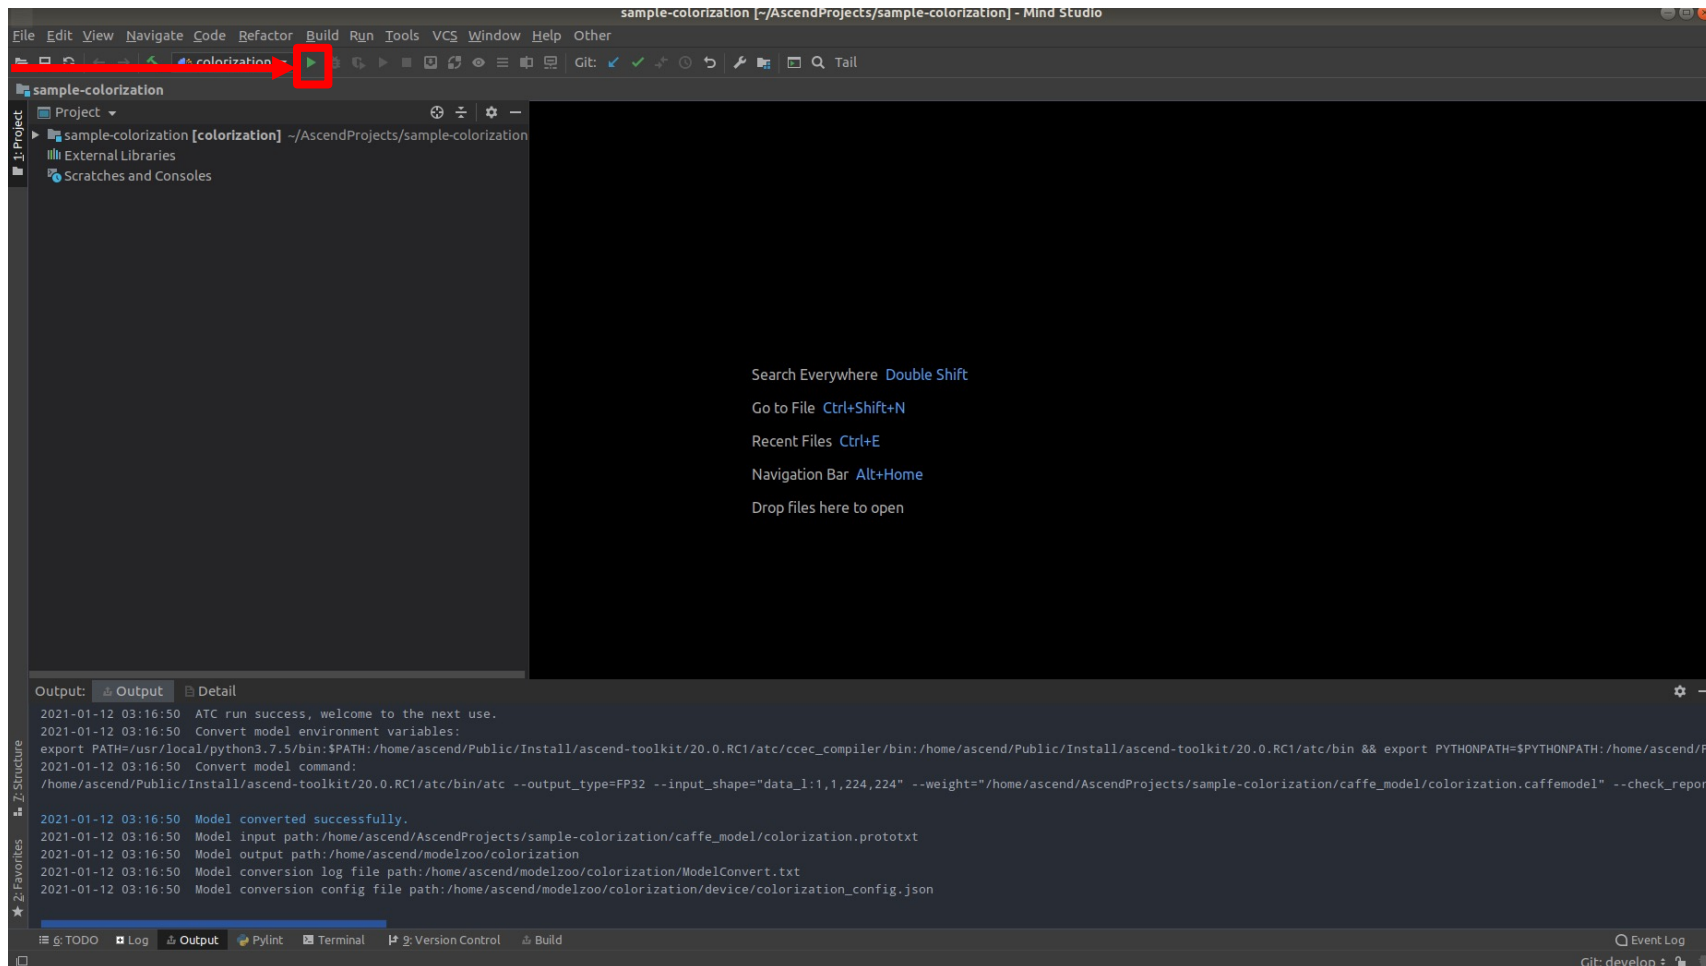 sample-colorization [~/AscendProjects/sample-colorization] - Mind Studio
File Edit View Navigate Code Refactor Build Run Tools VCS Window Help Other
colorization Git: Tail
sample-colorization
Project
1: Project
sample-colorization [colorization] ~/AscendProjects/sample-colorization
External Libraries
Scratches and Consoles
Search Everywhere Double Shift
Go to File Ctrl+Shift+N
Recent Files Ctrl+E
Navigation Bar Alt+Home
Drop files here to open
Output: Output Detail
2021-01-12 03:16:50 ATC run success, welcome to the next use.
2021-01-12 03:16:50 Convert model environment variables:
export PATH=/usr/local/python3.7.5/bin:$PATH:/home/ascend/Public/Install/ascend-toolkit/20.0.RC1/atc/ccec_compiler/bin:/home/ascend/Public/Install/ascend-toolkit/20.0.RC1/atc/bin && export PYTHONPATH=$PYTHONPATH:/home/ascend/
2021-01-12 03:16:50 Convert model command:
/home/ascend/Public/Install/ascend-toolkit/20.0.RC1/atc/bin/atc --output_type=FP32 --input_shape="data_l:1,1,224,224" --weight="/home/ascend/AscendProjects/sample-colorization/caffe_model/colorization.caffemodel" --check_repor
2021-01-12 03:16:50 Model converted successfully.
2021-01-12 03:16:50 Model input path:/home/ascend/AscendProjects/sample-colorization/caffe_model/colorization.prototxt
2021-01-12 03:16:50 Model output path:/home/ascend/modelzoo/colorization
2021-01-12 03:16:50 Model conversion log file path:/home/ascend/modelzoo/colorization/ModelConvert.txt
2021-01-12 03:16:50 Model conversion config file path:/home/ascend/modelzoo/colorization/device/colorization_config.json
Z: Structure
2: Favorites
6: TODO Log Output Pylint Terminal 9: Version Control Build Event Log
Git: develop